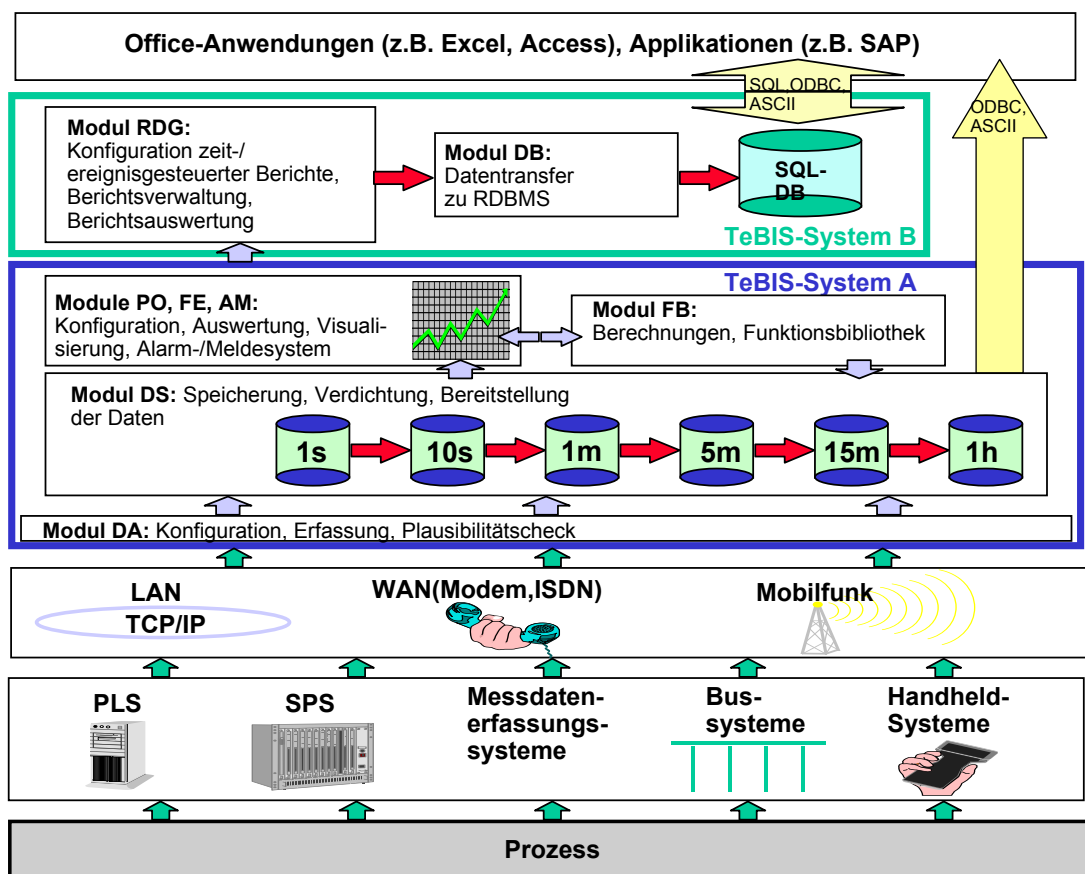 Office-Anwendungen (z.B. Excel, Access), Applikationen (z.B. SAP)
SQL,ODBC,
ASCII
ODBC,
ASCII
Modul RDG:
Konfiguration zeit-/
ereignisgesteuerter Berichte,
Berichtsverwaltung,
Berichtsauswertung
Modul DB:
Datentransfer
zu RDBMS
SQL-
DB
TeBIS-System B
TeBIS-System A
Module PO, FE, AM:
Konfiguration, Auswertung, Visuali-
sierung, Alarm-/Meldesystem
Modul FB:
Berechnungen, Funktionsbibliothek
Modul DS: Speicherung, Verdichtung, Bereitstellung
der Daten
1s
10s
1m
5m
15m
1h
Modul DA: Konfiguration, Erfassung, Plausibilitätscheck
LAN
TCP/IP
WAN(Modem,ISDN)
Mobilfunk
PLS
SPS
Messdaten-
erfassungs-
systeme
Bus-
systeme
Handheld-
Systeme
Prozess